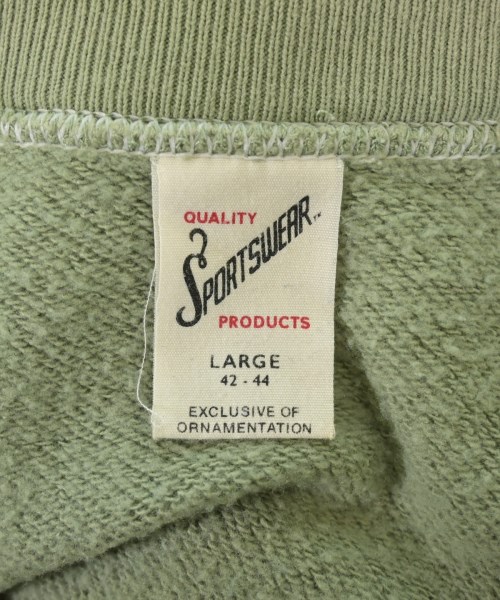 QUALITY
SPORTSWEAR™
PRODUCTS
LARGE
42 - 44
EXCLUSIVE OF
ORNAMENTATION